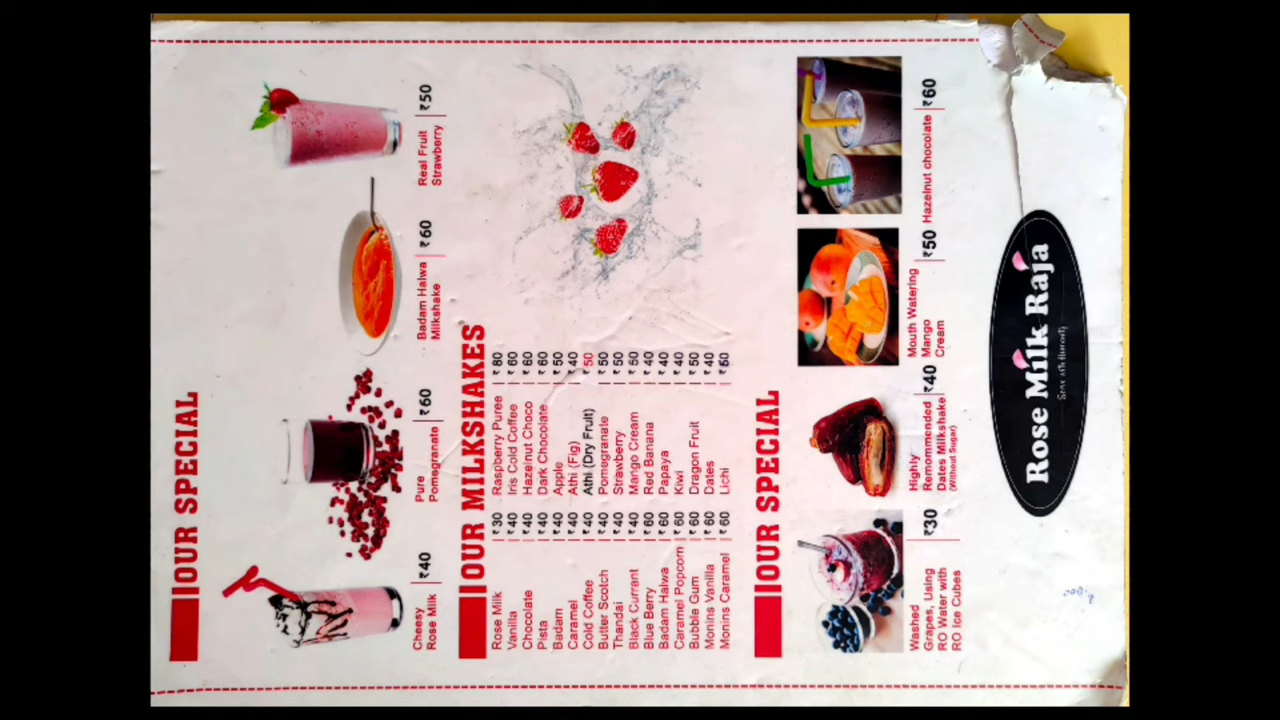 OUR SPECIAL
Cheesy
Rose Milk ₹40
Pure
Pomegranate ₹60
Badam Halwa
Milkshake ₹60
Real Fruit
Strawberry ₹50
OUR MILKSHAKES
Rose Milk ₹30 Raspberry Puree ₹80
Vanilla ₹40 Iris Cold Coffee ₹60
Chocolate ₹40 Hazelnut Choco ₹60
Pista ₹40 Dark Chocolate ₹60
Badam ₹40 Apple ₹50
Caramel ₹40 Athi (Fig) ₹40
Cold Coffee ₹40 Athi (Dry Fruit) ₹50
Butter Scotch ₹40 Pomegranate ₹50
Thandai ₹40 Strawberry ₹50
Black Currant ₹40 Mango Cream ₹50
Blue Berry ₹60 Red Banana ₹40
Badam Halwa ₹60 Papaya ₹40
Caramel Popcorn ₹60 Kiwi ₹40
Bubble Gum ₹60 Dragon Fruit ₹50
Monins Vanilla ₹60 Dates ₹40
Monins Caramel ₹60 Lichi
OUR SPECIAL
Washed
Grapes, Using
RO Water with
RO Ice Cubes
₹30
Highly
Remommended
Dates Milkshake
(Without Sugar)
₹40
Mouth Watering
Mango
Cream
₹50
Hazelnut chocolate ₹60
Rose Milk Raja